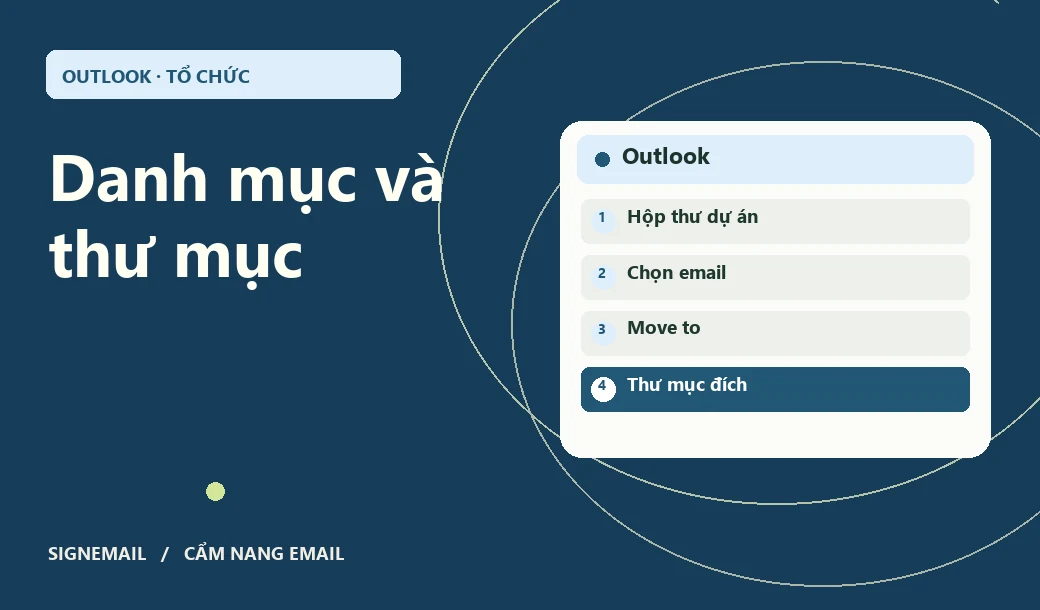 OUTLOOK · TỔ CHỨC
Danh mục và
thư mục
Outlook
1 Hộp thư dự án
2 Chọn email
3 Move to
4 Thư mục đích
SIGNEMAIL / CẨM NANG EMAIL